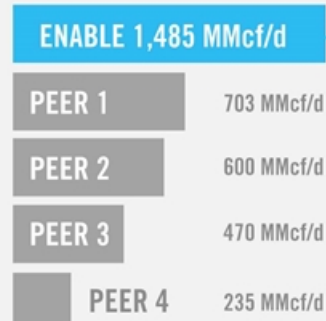 ENABLE 1,485 MMcf/d
PEER 1 703 MMcf/d
PEER 2 600 MMcf/d
PEER 3 470 MMcf/d
PEER 4 235 MMcf/d